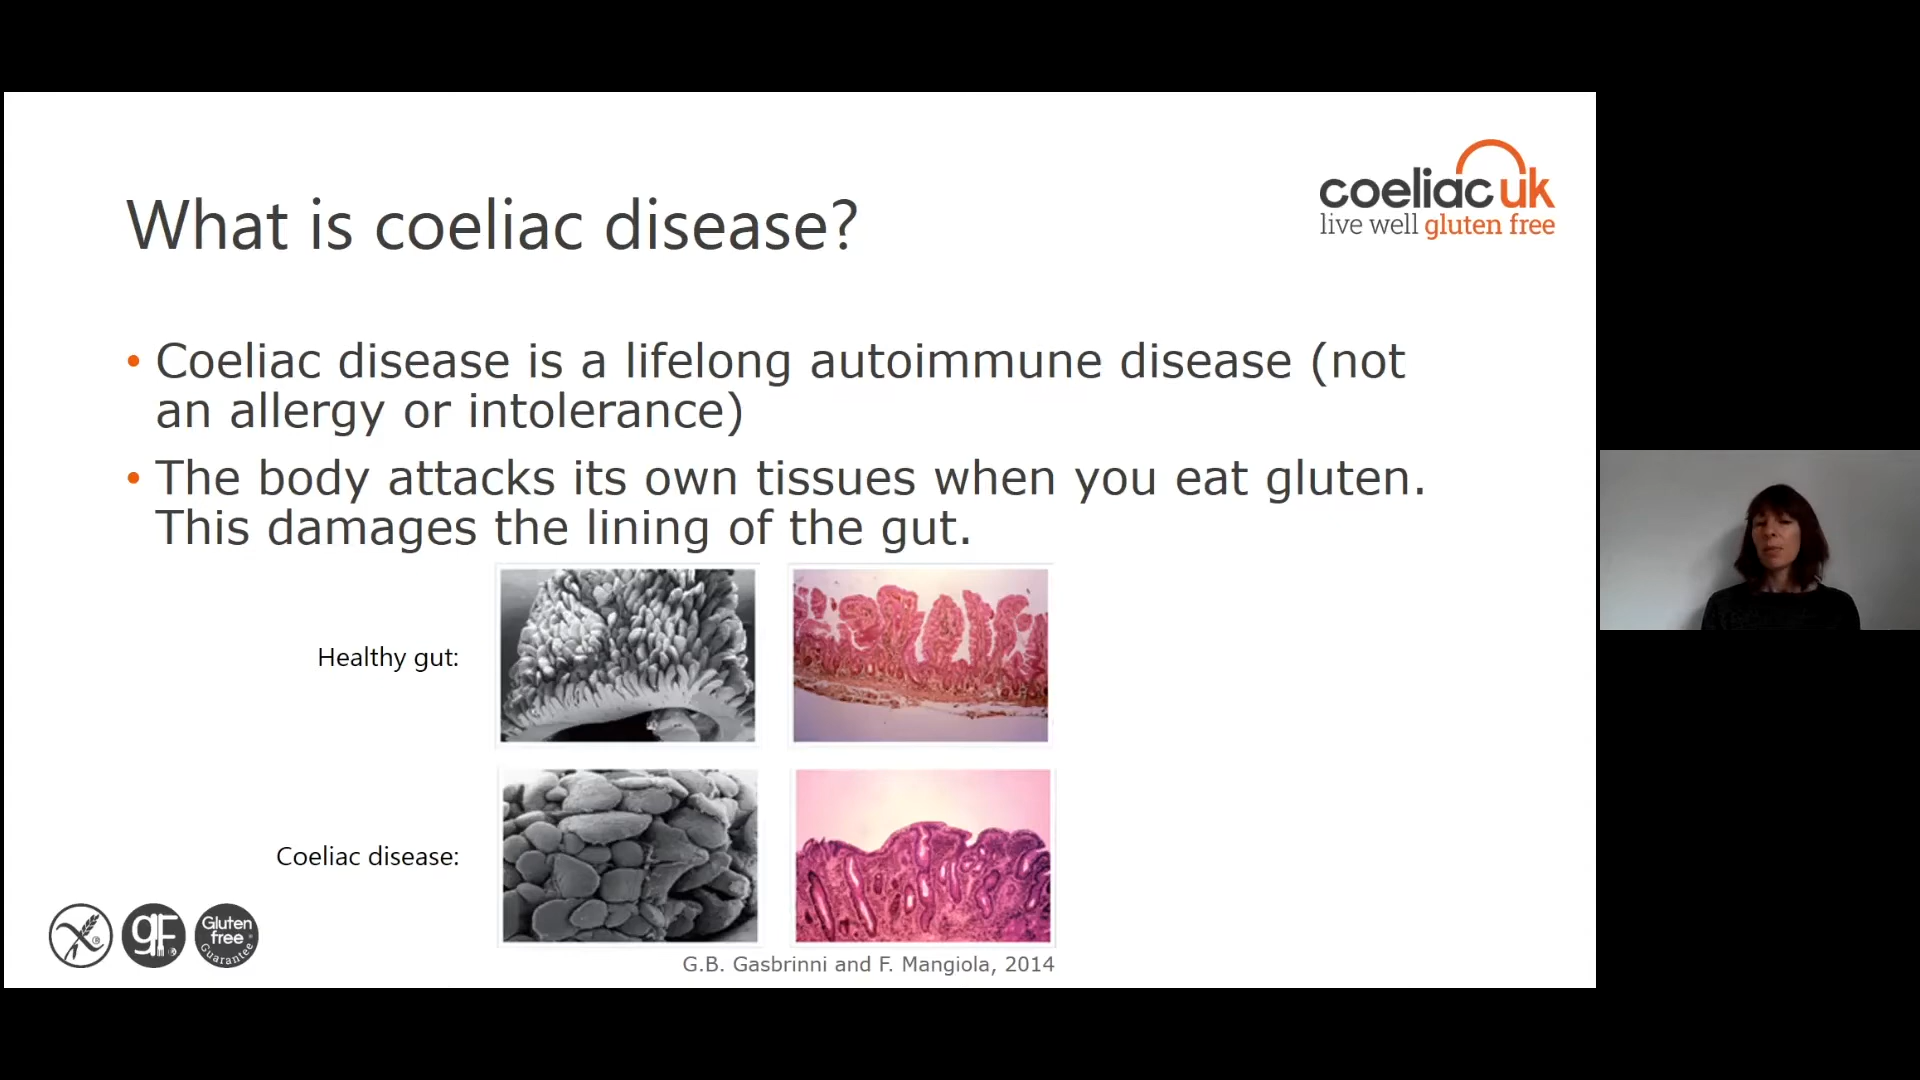 coeliac uk
live well gluten free
What is coeliac disease?
• Coeliac disease is a lifelong autoimmune disease (not
an allergy or intolerance)
• The body attacks its own tissues when you eat gluten.
This damages the lining of the gut.
Healthy gut:
Coeliac disease:
gF
Gluten
free
Guarantee
G.B. Gasbrinni and F. Mangiola, 2014